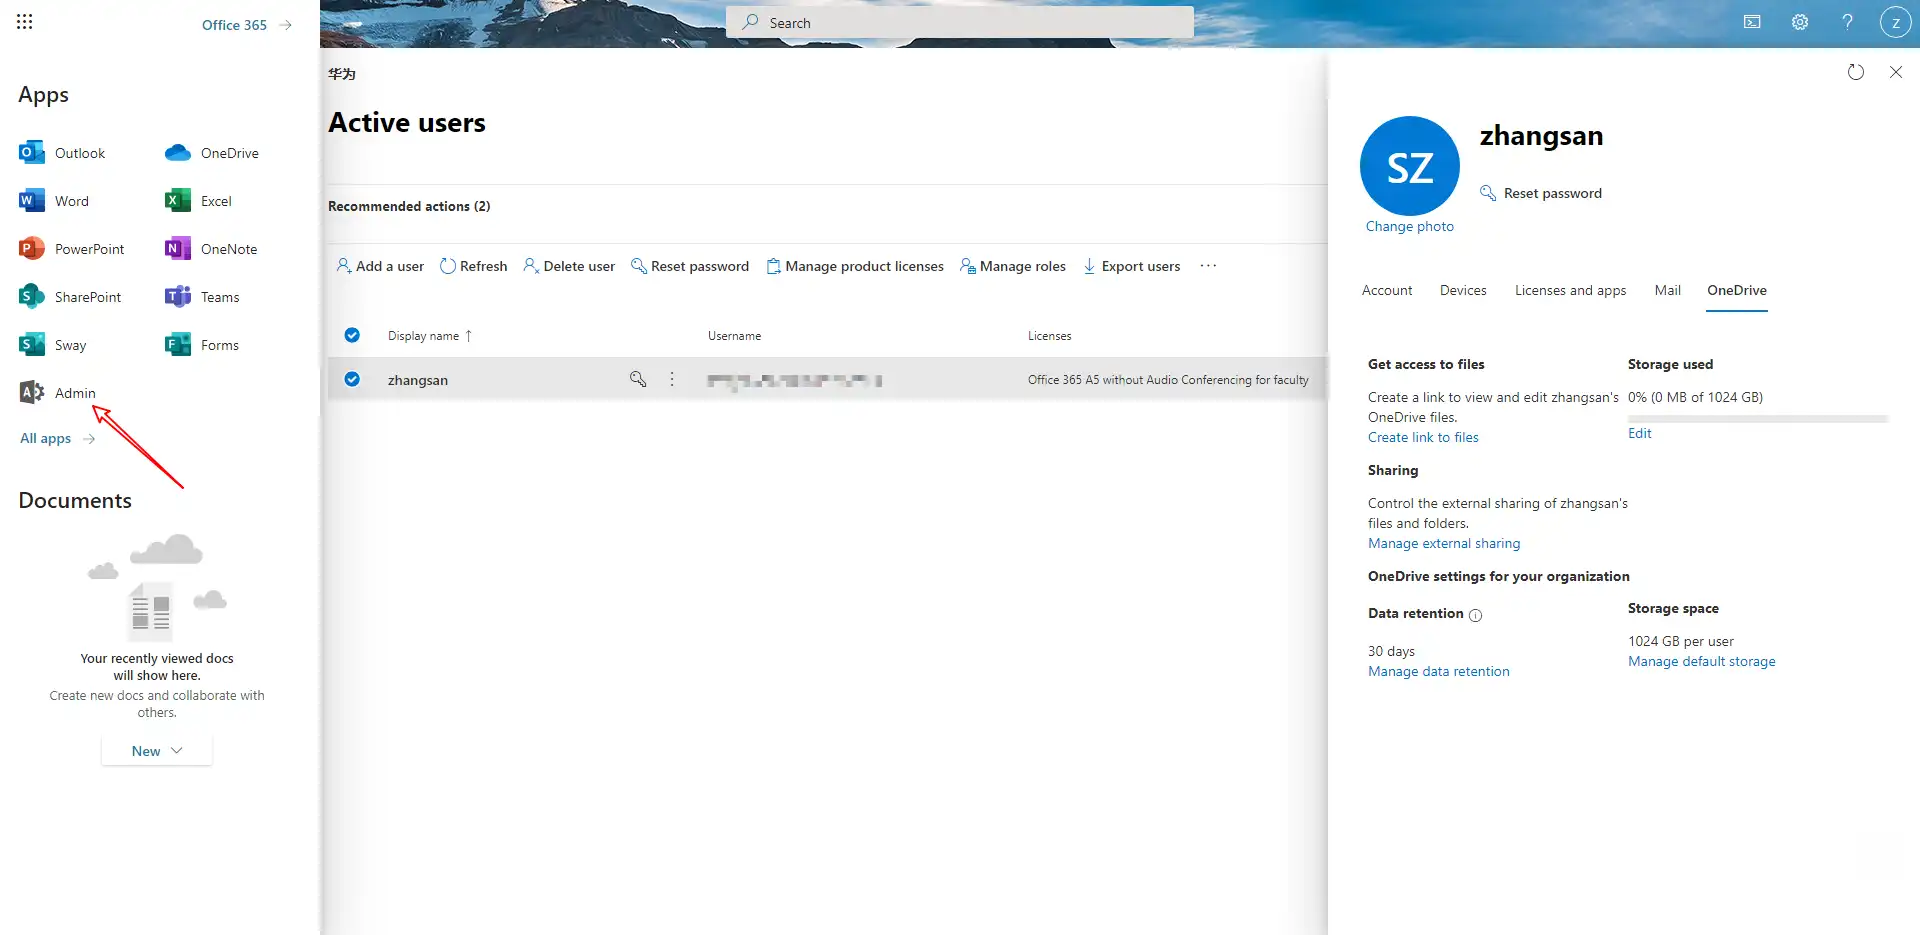 Office 365 →
Apps
Outlook
OneDrive
Word
Excel
PowerPoint
OneNote
SharePoint
Teams
Sway
Forms
Admin
All apps →
Documents
Your recently viewed docs
will show here.
Create new docs and collaborate with
others.
New
Search
Z
华为
Active users
Recommended actions (2)
Add a user
Refresh
Delete user
Reset password
Manage product licenses
Manage roles
Export users
...
Display name ↑
Username
Licenses
zhangsan
Office 365 A5 without Audio Conferencing for faculty
SZ
Change photo
zhangsan
Reset password
Account
Devices
Licenses and apps
Mail
OneDrive
Get access to files
Create a link to view and edit zhangsan's
OneDrive files.
Create link to files
Storage used
0% (0 MB of 1024 GB)
Edit
Sharing
Control the external sharing of zhangsan's
files and folders.
Manage external sharing
OneDrive settings for your organization
Data retention
30 days
Manage data retention
Storage space
1024 GB per user
Manage default storage